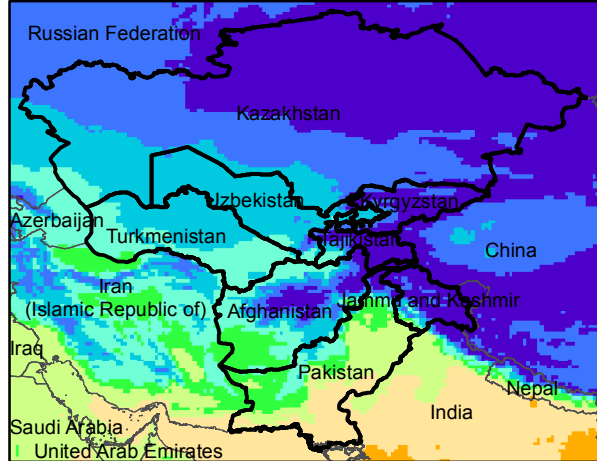 Russian Federation
Kazakhstan
Uzbekistan
Kyrgyzstan
Azerbaijan
Turkmenistan
Tajikistan
China
Iran
(Islamic Republic of)
Afghanistan
Jammu and Kashmir
Iraq
Pakistan
Nepal
India
Saudi Arabia
United Arab Emirates